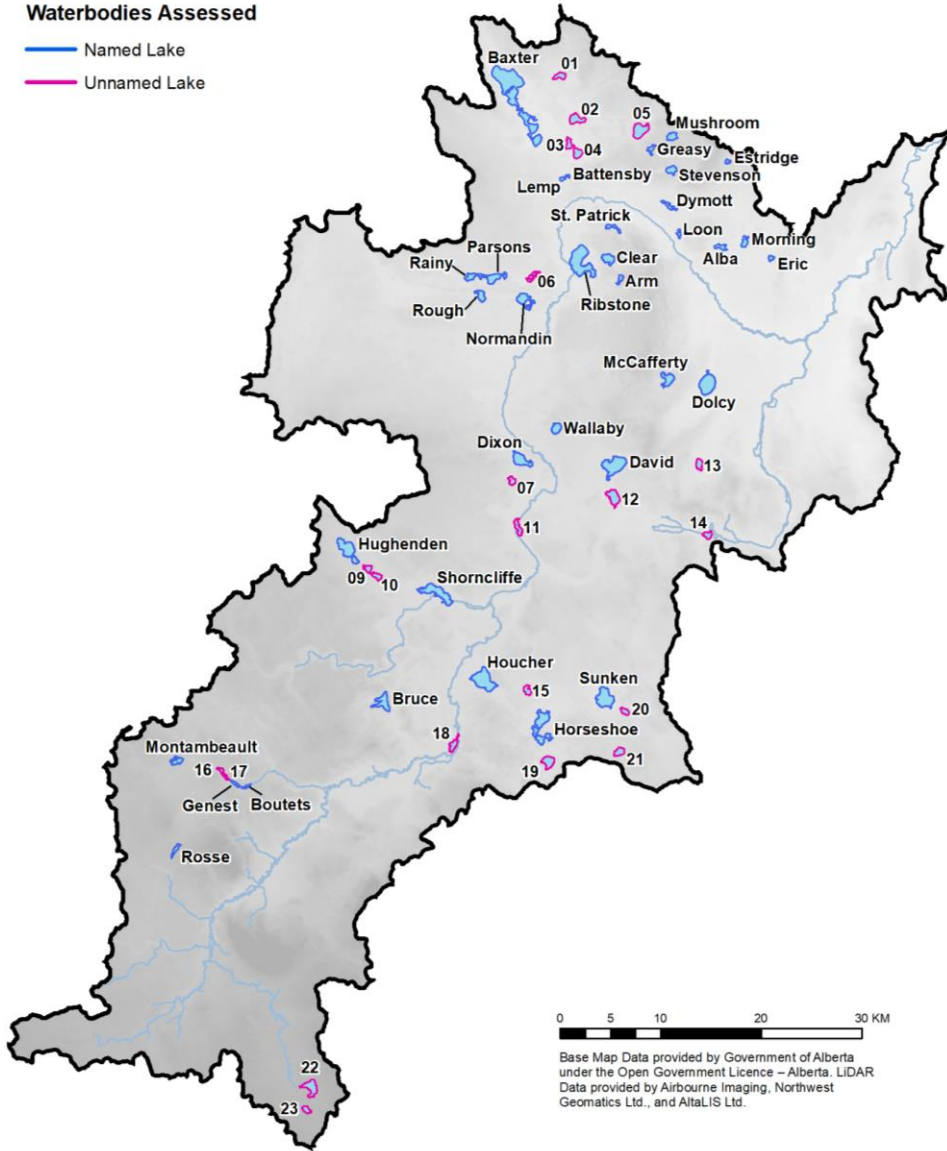 Waterbodies Assessed
Named Lake
Unnamed Lake
Baxter
01
02
05
Mushroom
03
04
Greasy
Estridge
Battensby
Stevenson
Lemp
Dymott
St. Patrick
Loon
Morning
Alba
Eric
Parsons
Rainy
Clear
06
Arm
Rough
Ribstone
Normandin
McCafferty
Dolcy
Wallaby
Dixon
David
13
07
12
11
14
Hughenden
09
10
Shorncliffe
Houcher
Sunken
15
Bruce
20
Horseshoe
18
Montambeault
21
19
16
17
Genest
Boutets
Rosse
22
23
0 5 10 20 30 KM
Base Map Data provided by Government of Alberta
under the Open Government Licence – Alberta. LiDAR
Data provided by Airbourne Imaging, Northwest
Geomatics Ltd., and AltaLIS Ltd.